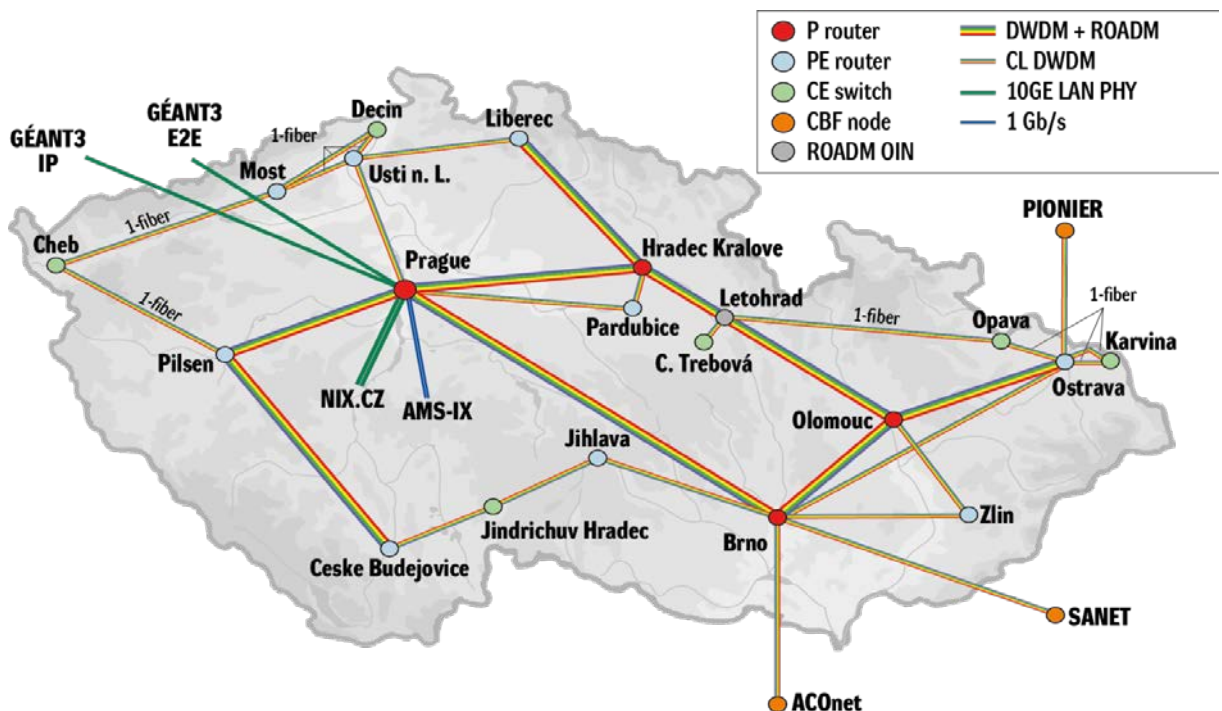 P router
PE router
CE switch
CBF node
ROADM OIN
DWDM + ROADM
CL DWDM
10GE LAN PHY
1 Gb/s
GÉANT3
IP
GÉANT3
E2E
Decin
1-fiber
Liberec
Most
Usti n. L.
1-fiber
Cheb
PIONIER
Prague
Hradec Kralove
Letohrad
1-fiber
1-fiber
1-fiber
Opava
Karvina
Pardubice
C. Trebová
Pilsen
Ostrava
NIX.CZ
AMS-IX
Olomouc
Jihlava
Zlin
Jindrichuv Hradec
Brno
Ceske Budejovice
SANET
ACOnet